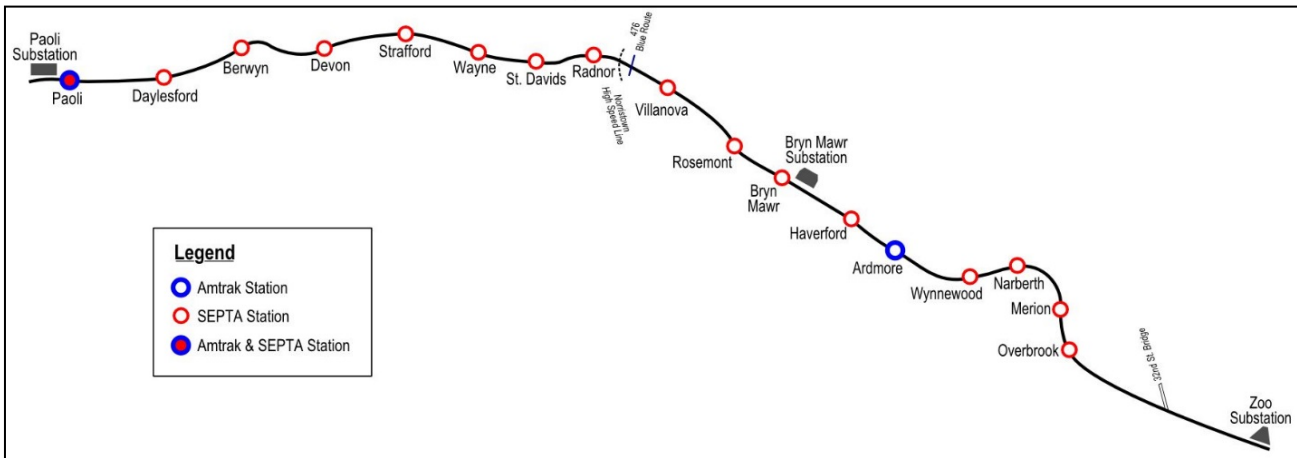 Paoli
Substation
Paoli
Daylesford
Berwyn
Devon
Strafford
Wayne
St. Davids
Radnor
476
Blue Route
Norristown
High Speed Line
Villanova
Rosemont
Bryn Mawr
Substation
Bryn
Mawr
Haverford
Ardmore
Wynnewood
Narberth
Merion
Overbrook
32nd St. Bridge
Zoo
Substation
Legend
Amtrak Station
SEPTA Station
Amtrak & SEPTA Station